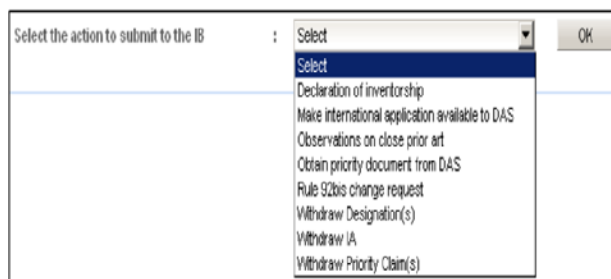 Select the action to submit to the IB : Select OK
Select
Declaration of inventorship
Make international application available to DAS
Observations on close prior art
Obtain priority document from DAS
Rule 92bis change request
Withdraw Designation(s)
Withdraw IA
Withdraw Priority Claim(s)